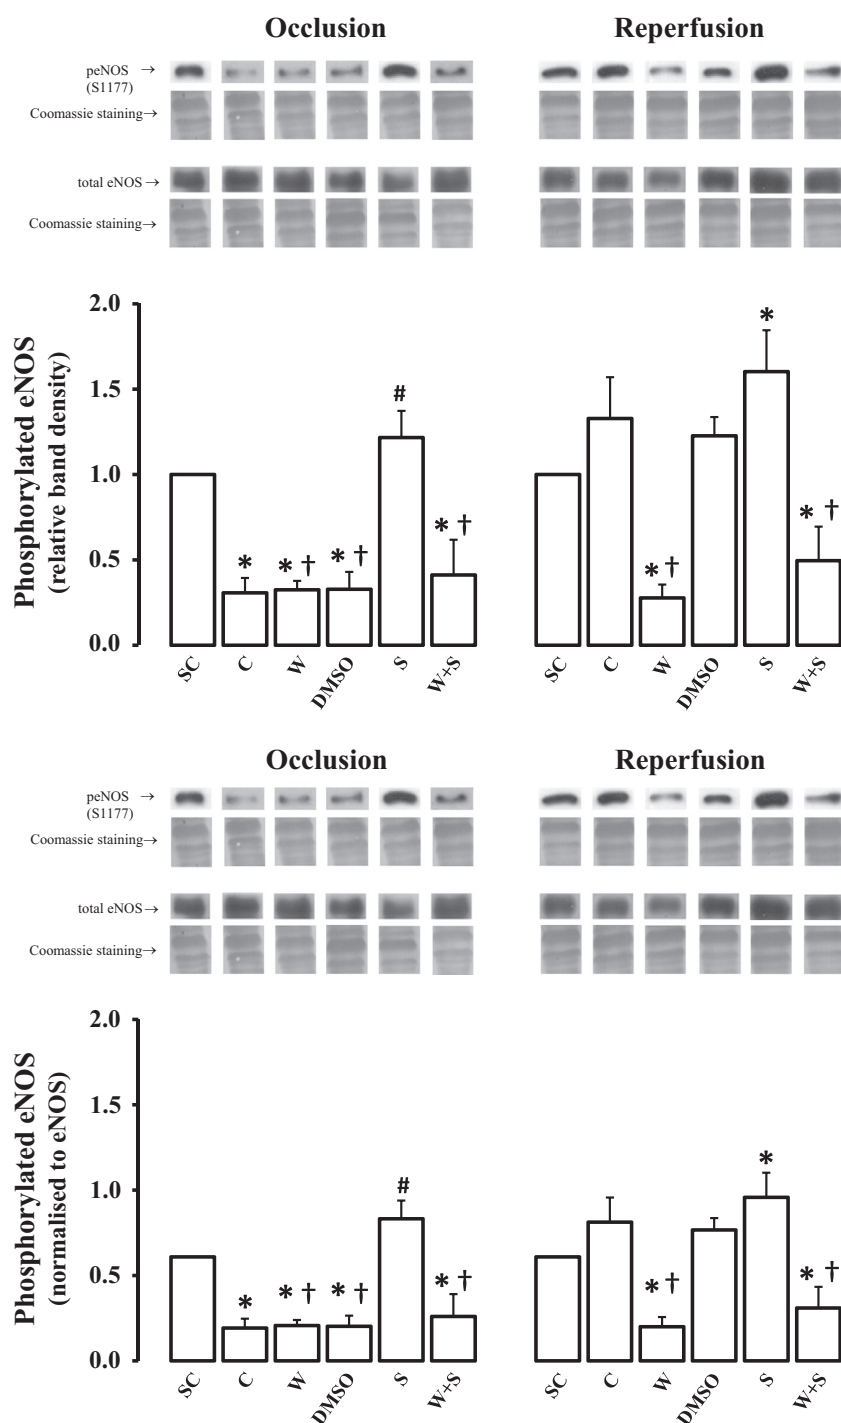 Occlusion Reperfusion
peNOS →
(S1177)
Coomassie staining→
total eNOS →
Coomassie staining→
Phosphorylated eNOS
(relative band density)
2.0
1.5
1.0
0.5
0.0
#
*
* † * † * †
* †
*
* †
SC C W DMSO S W+S SC C W DMSO S W+S
Occlusion Reperfusion
peNOS →
(S1177)
Coomassie staining→
total eNOS→
Coomassie staining→
Phosphorylated eNOS
(normalised to eNOS)
2.0
1.5
1.0
0.5
0.0
#
*
* † * † * †
* †
*
* †
SC C W DMSO S W+S SC C W DMSO S W+S